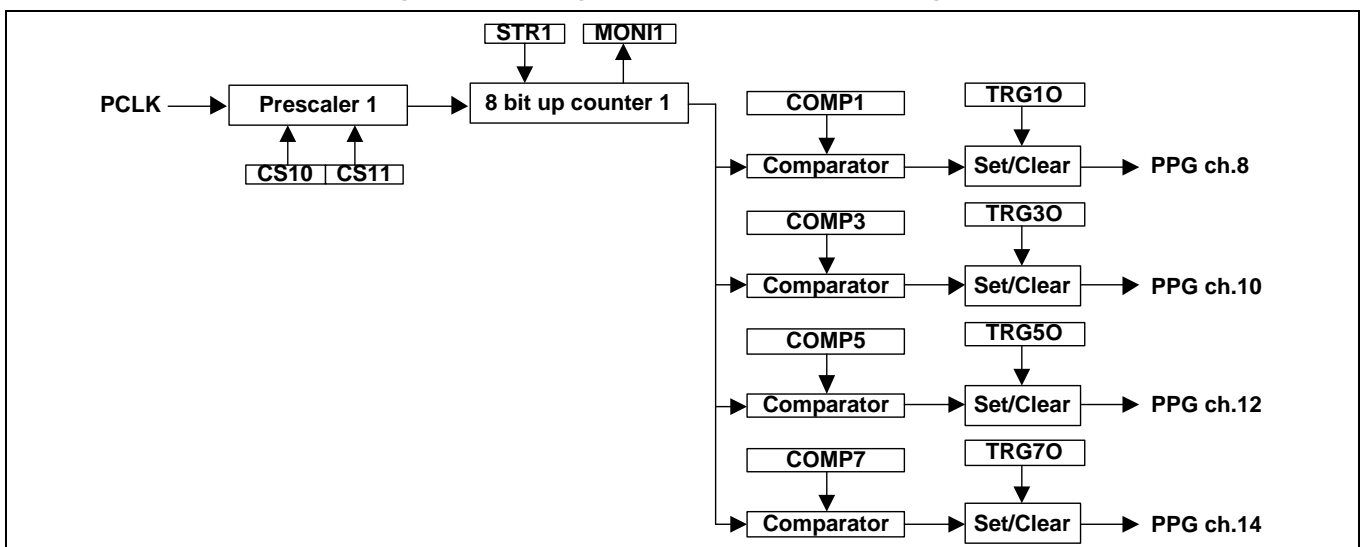 STR1 MONI1
PCLK Prescaler 1 8 bit up counter 1
CS10 CS11
COMP1 TRG1O
Comparator Set/Clear PPG ch.8
COMP3 TRG3O
Comparator Set/Clear PPG ch.10
COMP5 TRG5O
Comparator Set/Clear PPG ch.12
COMP7 TRG7O
Comparator Set/Clear PPG ch.14